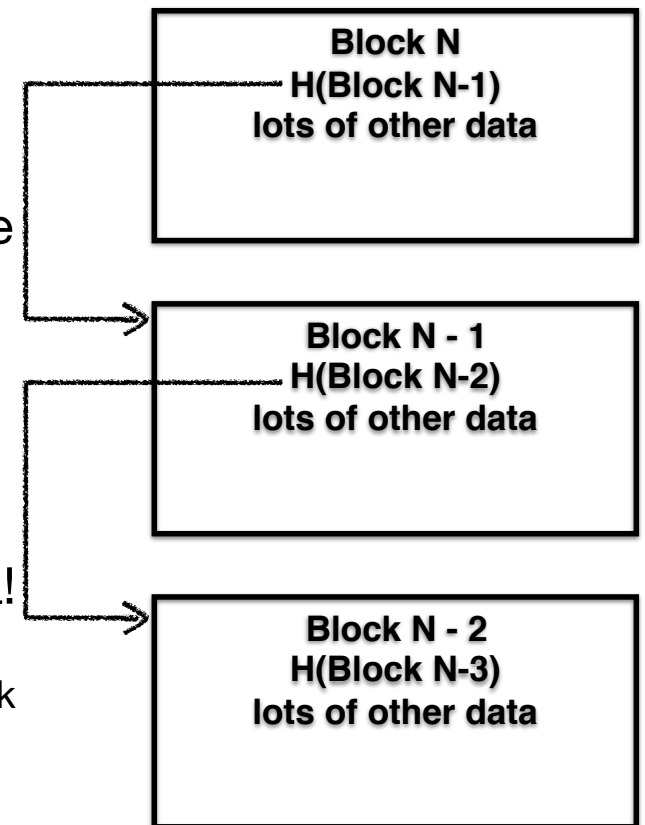 Block N
H(Block N-1)
lots of other data
e
Block N - 1
H(Block N-2)
lots of other data
!
k
Block N - 2
H(Block N-3)
lots of other data